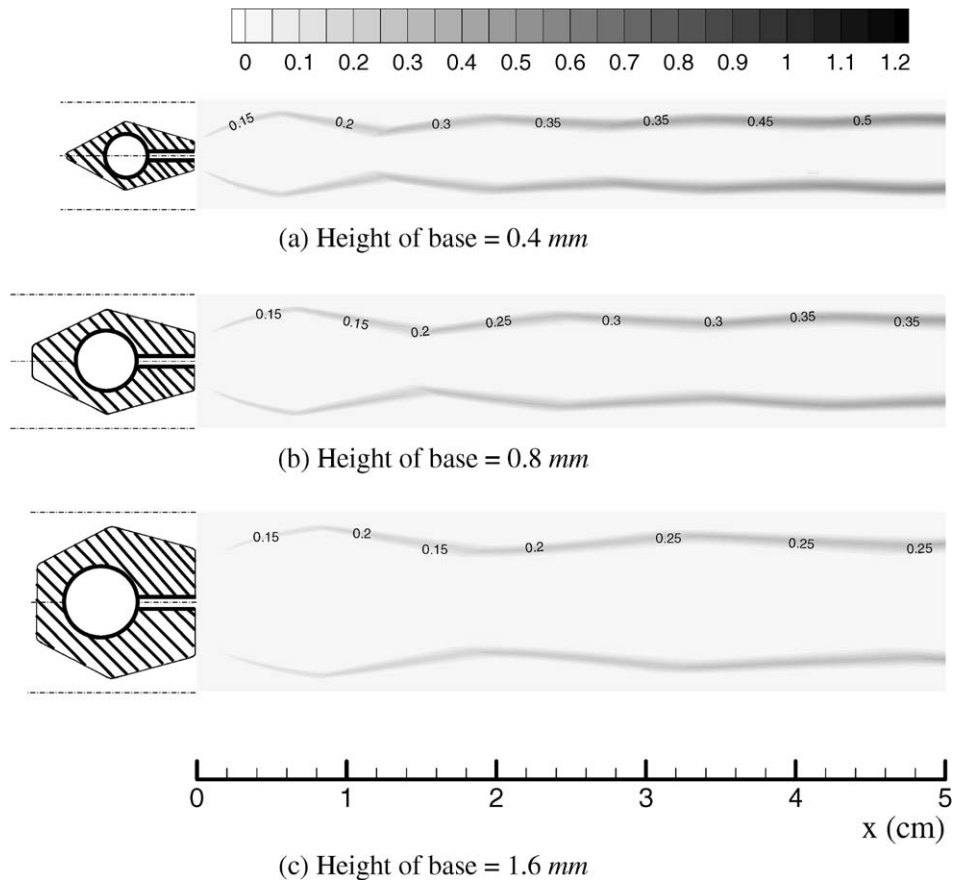 0 0.1 0.2 0.3 0.4 0.5 0.6 0.7 0.8 0.9 1 1.1 1.2
0.15 0.2 0.3 0.35 0.35 0.45 0.5
(a) Height of base = 0.4 mm
0.15 0.15 0.2 0.25 0.3 0.3 0.35 0.35
(b) Height of base = 0.8 mm
0.15 0.2 0.15 0.2 0.25 0.25 0.25
0 1 2 3 4 5
x (cm)
(c) Height of base = 1.6 mm